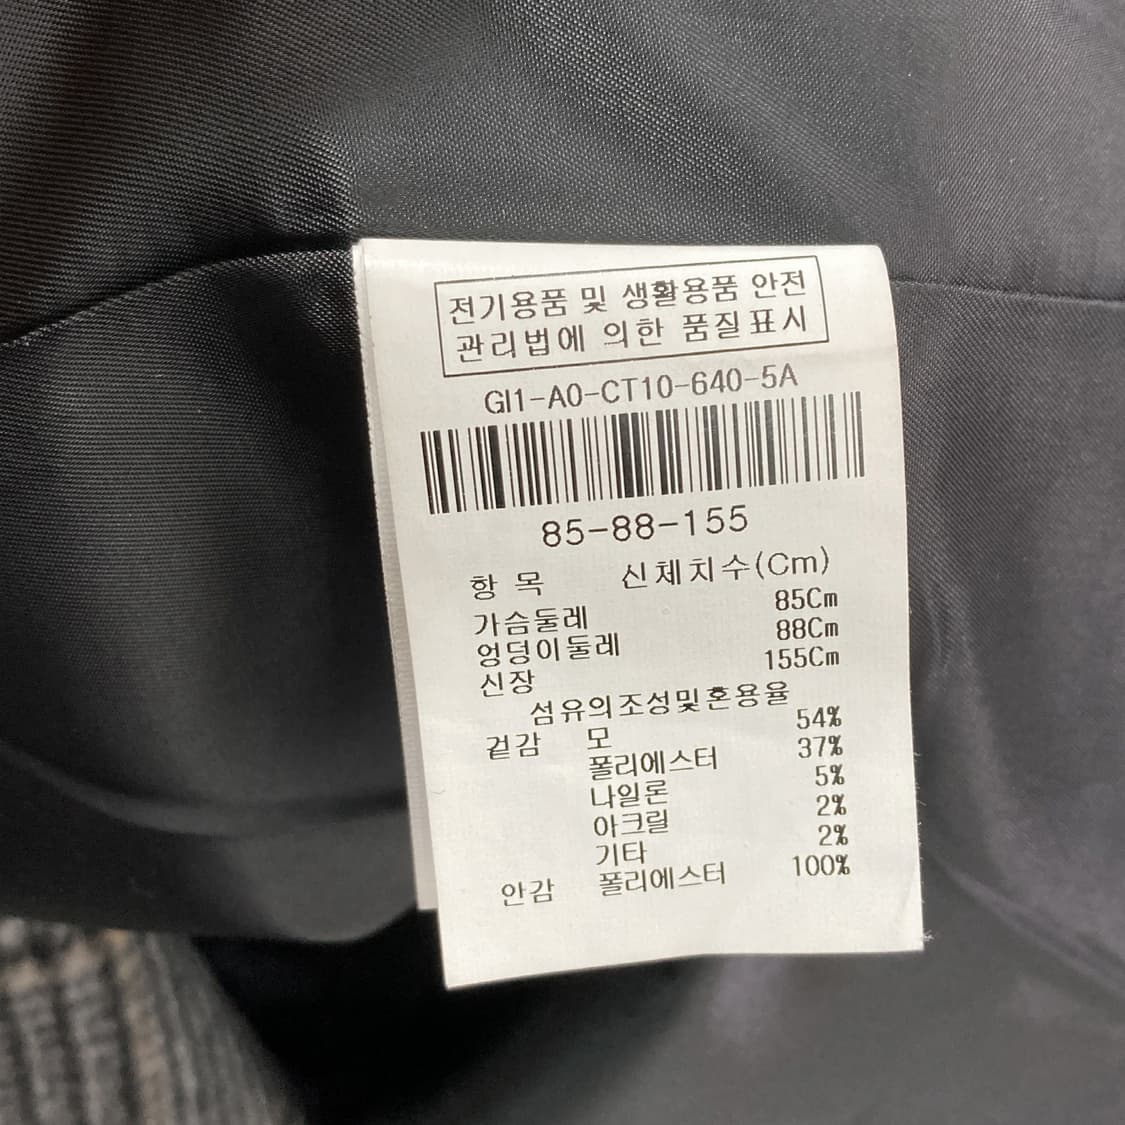 전기용품 및 생활용품 안전
관리법에 의한 품질표시
GI1-A0-CT10-640-5A
85-88-155
항 목 신체치수(Cm)
가슴둘레 85Cm
엉덩이둘레 88Cm
신장 155Cm
섬유의조성및혼용율
겉감 모 54%
폴리에스터 37%
나일론 5%
아크릴 2%
기타 2%
안감 폴리에스터 100%